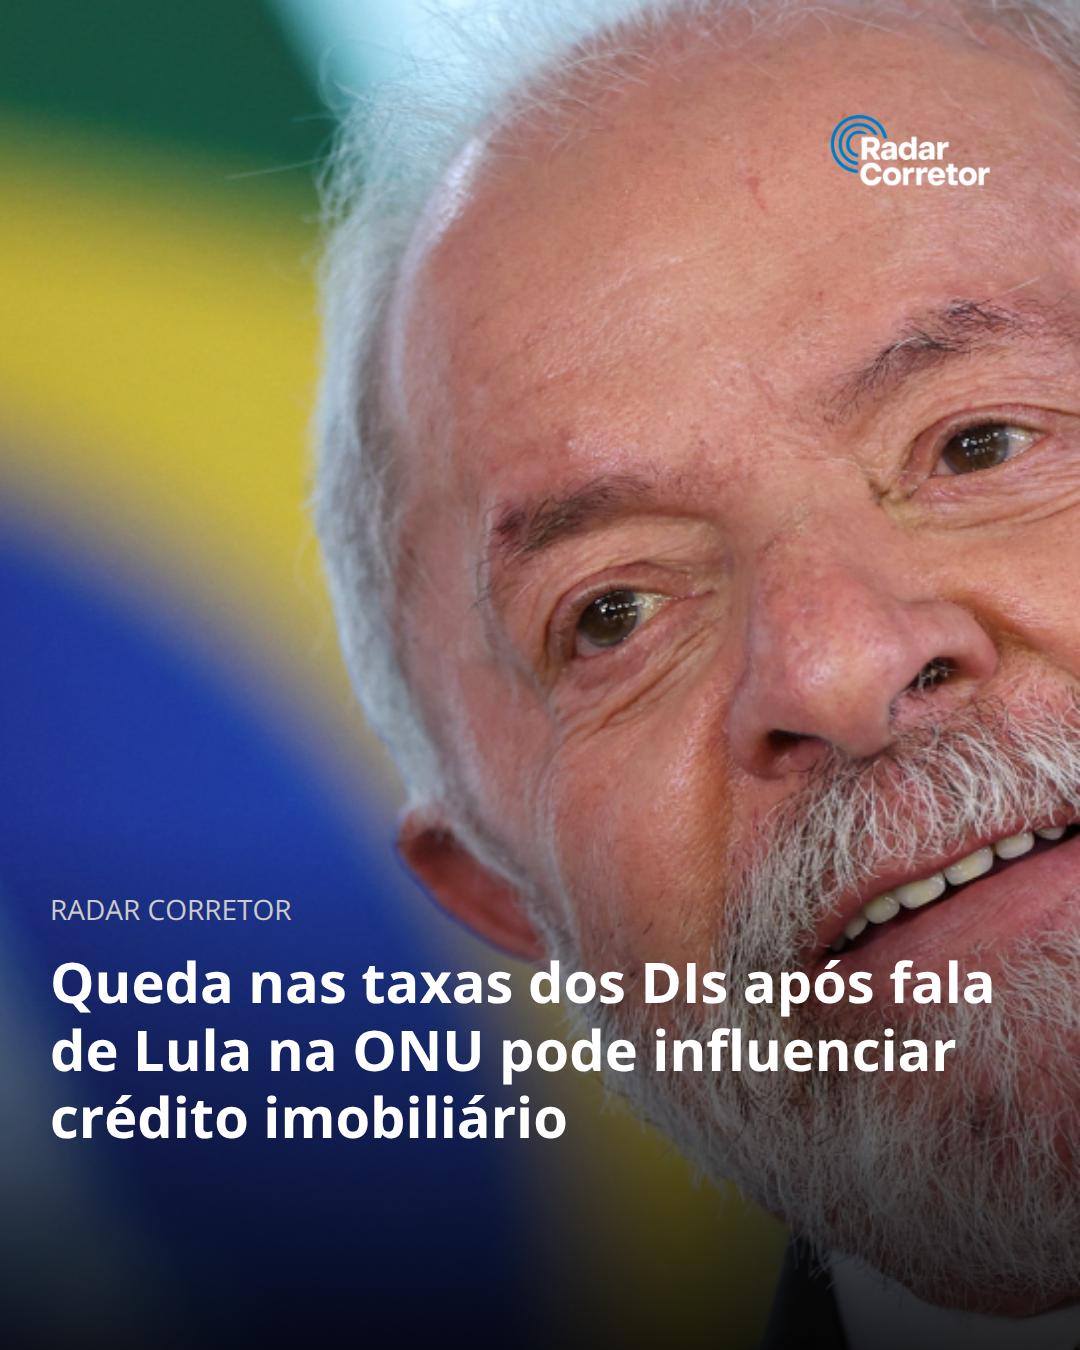 Radar
Corretor
RADAR CORRETOR
Queda nas taxas dos DIs após fala
de Lula na ONU pode influenciar
crédito imobiliário